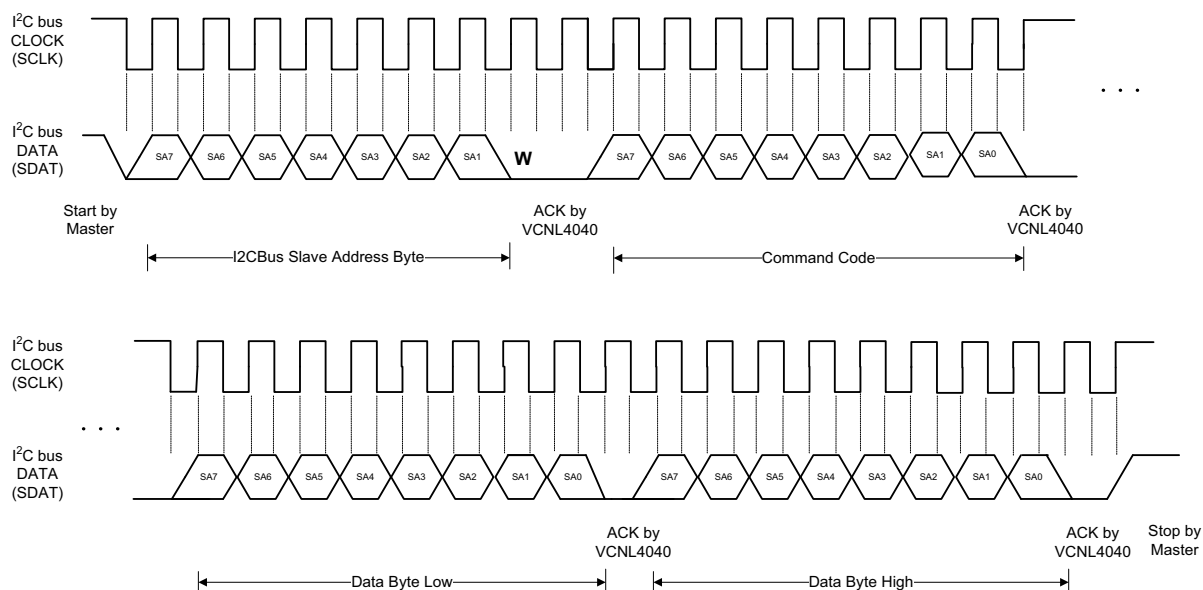 I²C bus
CLOCK
(SCLK)
. . .
I²C bus
DATA
(SDAT)
SA7 SA6 SA5 SA4 SA3 SA2 SA1 W SA7 SA6 SA5 SA4 SA3 SA2 SA1 SA0
Start by
Master
ACK by
VCNL4040
ACK by
VCNL4040
I2CBus Slave Address Byte
Command Code
I²C bus
CLOCK
(SCLK)
. . .
I²C bus
DATA
(SDAT)
SA7 SA6 SA5 SA4 SA3 SA2 SA1 SA0 SA7 SA6 SA5 SA4 SA3 SA2 SA1 SA0
ACK by
VCNL4040
ACK by
VCNL4040
Stop by
Master
Data Byte Low
Data Byte High